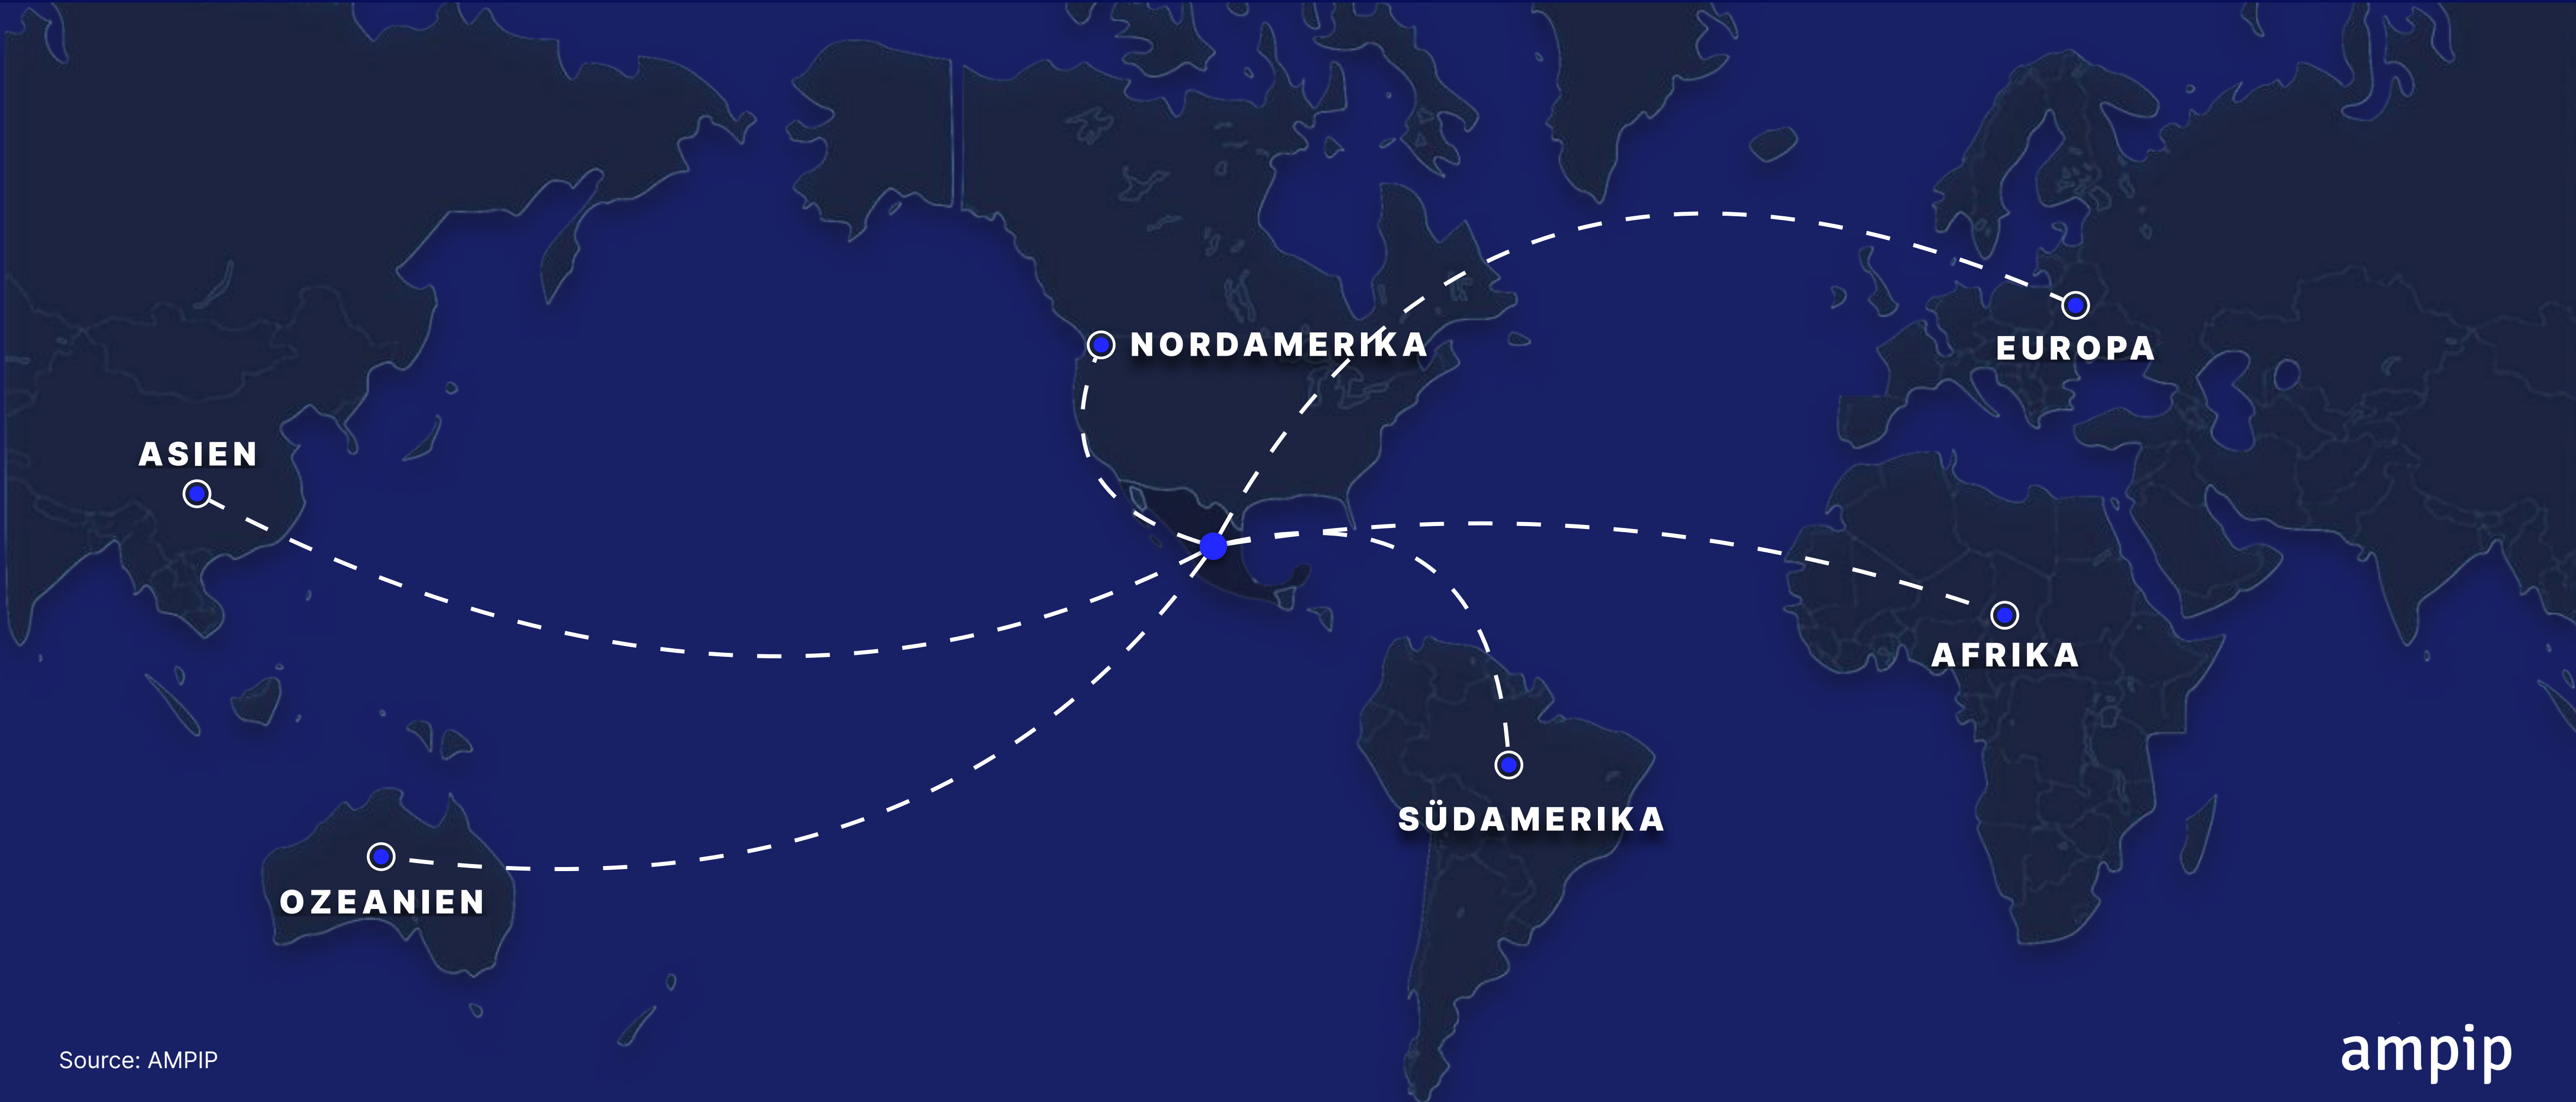 NORDAMERIKA
EUROPA
ASIEN
AFRIKA
SÜDAMERIKA
OZEANIEN
Source: AMPIP
ampip